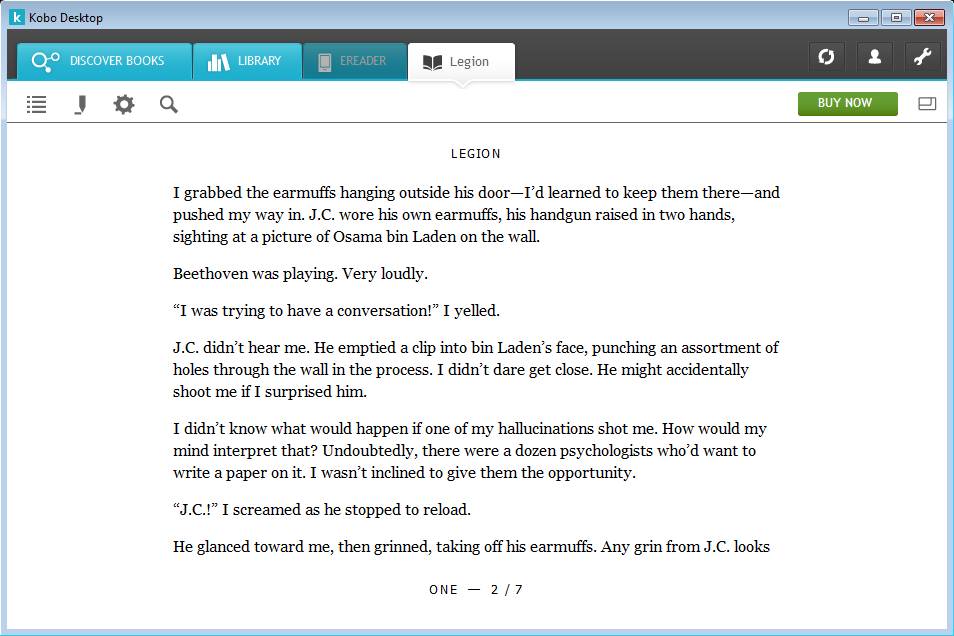 Kobo Desktop
DISCOVER BOOKS
LIBRARY
EREADER
Legion
BUY NOW
LEGION
I grabbed the earmuffs hanging outside his door—I’d learned to keep them there—and
pushed my way in. J.C. wore his own earmuffs, his handgun raised in two hands,
sighting at a picture of Osama bin Laden on the wall.
Beethoven was playing. Very loudly.
“I was trying to have a conversation!” I yelled.
J.C. didn’t hear me. He emptied a clip into bin Laden’s face, punching an assortment of
holes through the wall in the process. I didn’t dare get close. He might accidentally
shoot me if I surprised him.
I didn’t know what would happen if one of my hallucinations shot me. How would my
mind interpret that? Undoubtedly, there were a dozen psychologists who’d want to
write a paper on it. I wasn’t inclined to give them the opportunity.
“J.C.!” I screamed as he stopped to reload.
He glanced toward me, then grinned, taking off his earmuffs. Any grin from J.C. looks
ONE — 2 / 7